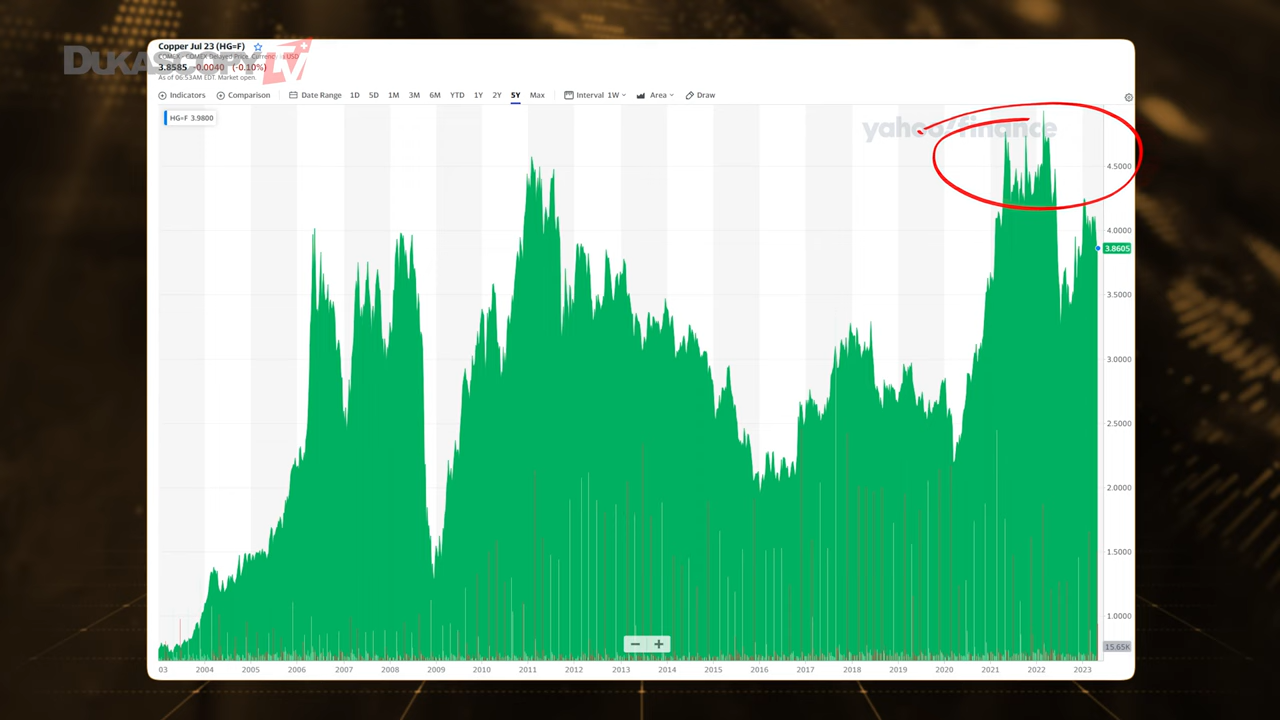 DUKASCOPY TV
Copper Jul 23 (HG=F)
COMEX - COMEX Delayed Price. Currency in USD
3.8585 -0.0040 (-0.10%)
As of 06:53AM EDT. Market open.
Indicators Comparison Date Range 1D 5D 1M 3M 6M YTD 1Y 2Y 5Y Max Interval 1W Area Draw
HG=F 3.9800
yahoo!finance
4.5000
4.0000
3.8605
3.5000
3.0000
2.5000
2.0000
1.5000
1.0000
15.65K
03 2004 2005 2006 2007 2008 2009 2010 2011 2012 2013 2014 2015 2016 2017 2018 2019 2020 2021 2022 2023